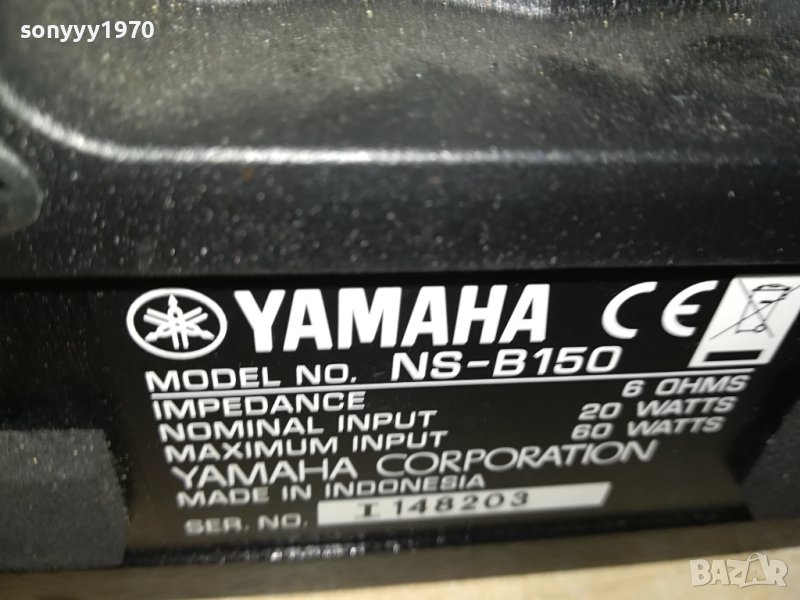 sonyyy1970
YAMAHA CE
MODEL NO. NS-B150
IMPEDANCE 6 OHMS
NOMINAL INPUT 20 WATTS
MAXIMUM INPUT 60 WATTS
YAMAHA CORPORATION
MADE IN INDONESIA
SER. NO. I 148203
BAZAR